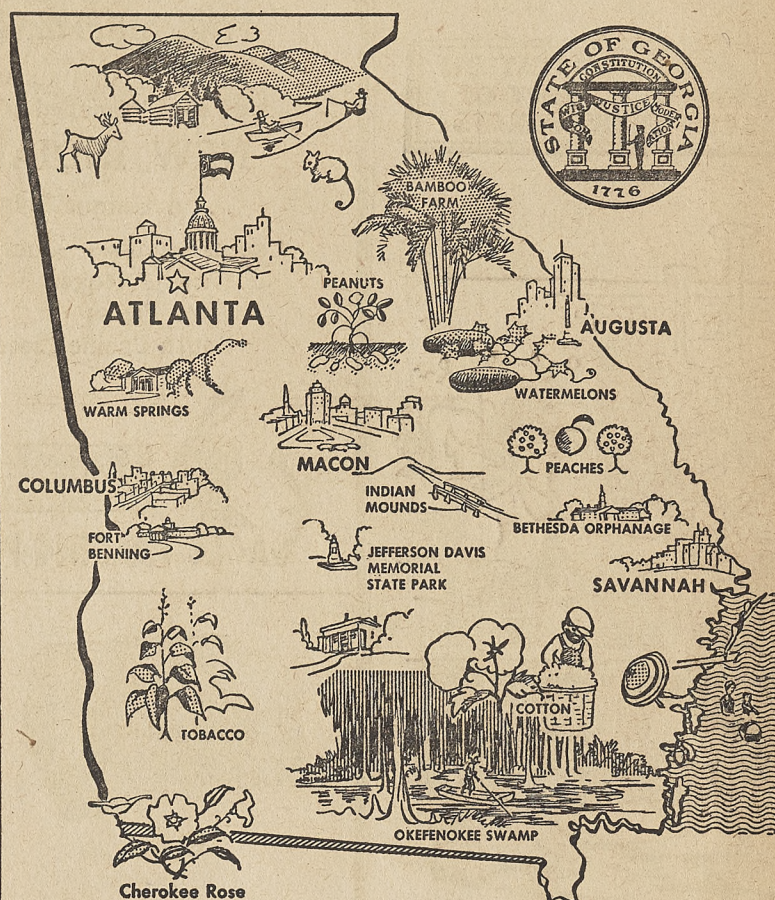 STATE OF GEORGIA
CONSTITUTION
WISDOM
JUSTICE
MODERATION
1776
BAMBOO
FARM
PEANUTS
ATLANTA
AUGUSTA
WARM SPRINGS
WATERMELONS
MACON
PEACHES
COLUMBUS
INDIAN
MOUNDS
BETHESDA ORPHANAGE
FORT
BENNING
JEFFERSON DAVIS
MEMORIAL
STATE PARK
SAVANNAH
COTTON
TOBACCO
OKEFENOKEE SWAMP
Cherokee Rose